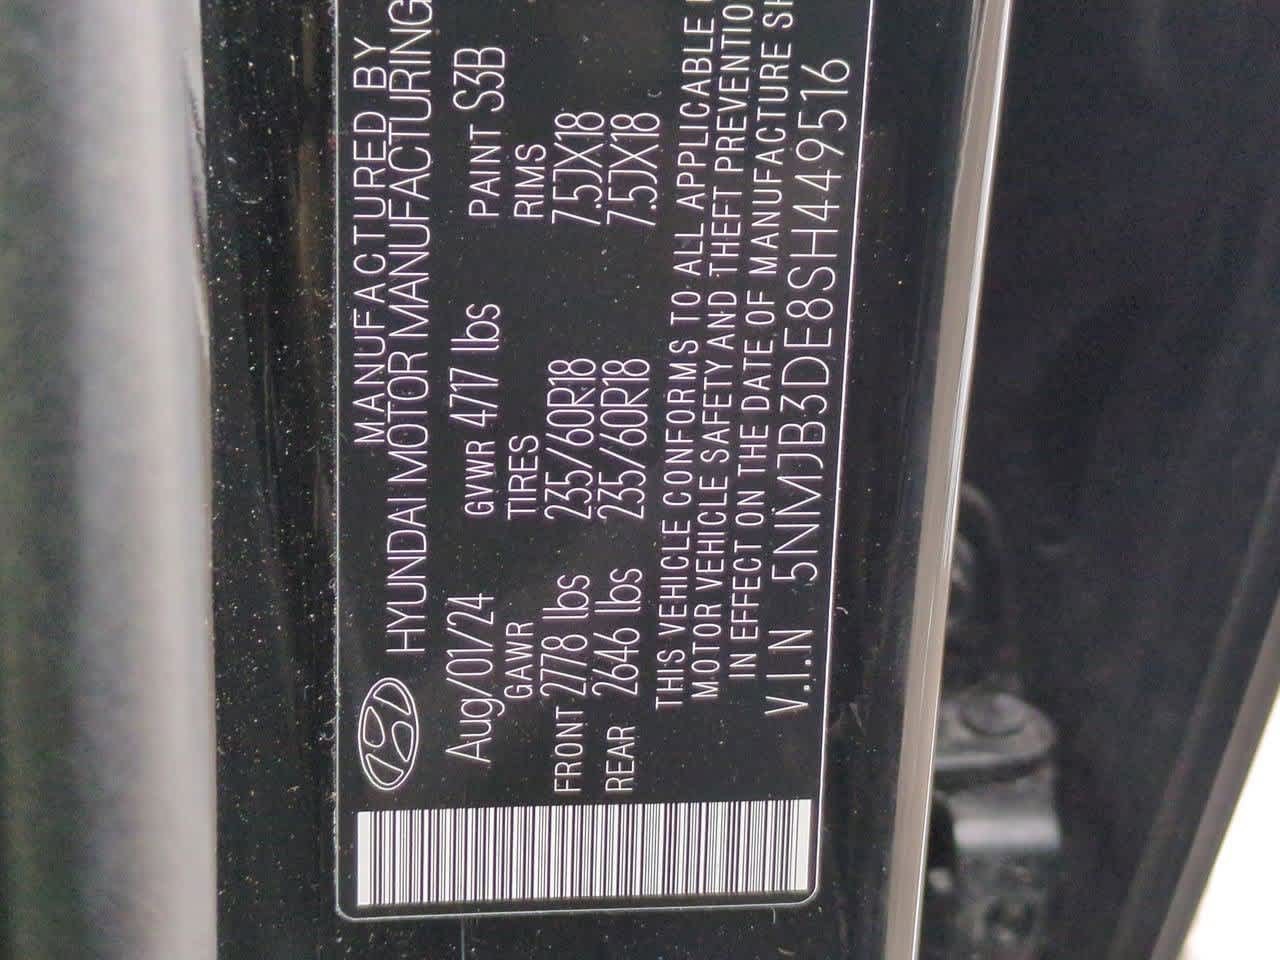 MANUFACTURED BY
HYUNDAI MOTOR MANUFACTURING
Aug/01/24 GVWR 4717 lbs PAINT S3B
GAWR TIRES RIMS
FRONT 2778 lbs 235/60R18 7.5JX18
REAR 2646 lbs 235/60R18 7.5JX18
THIS VEHICLE CONFORMS TO ALL APPLICABLE
MOTOR VEHICLE SAFETY AND THEFT PREVENTIO
IN EFFECT ON THE DATE OF MANUFACTURE SH
V.I.N 5NMJB3DE8SH449516